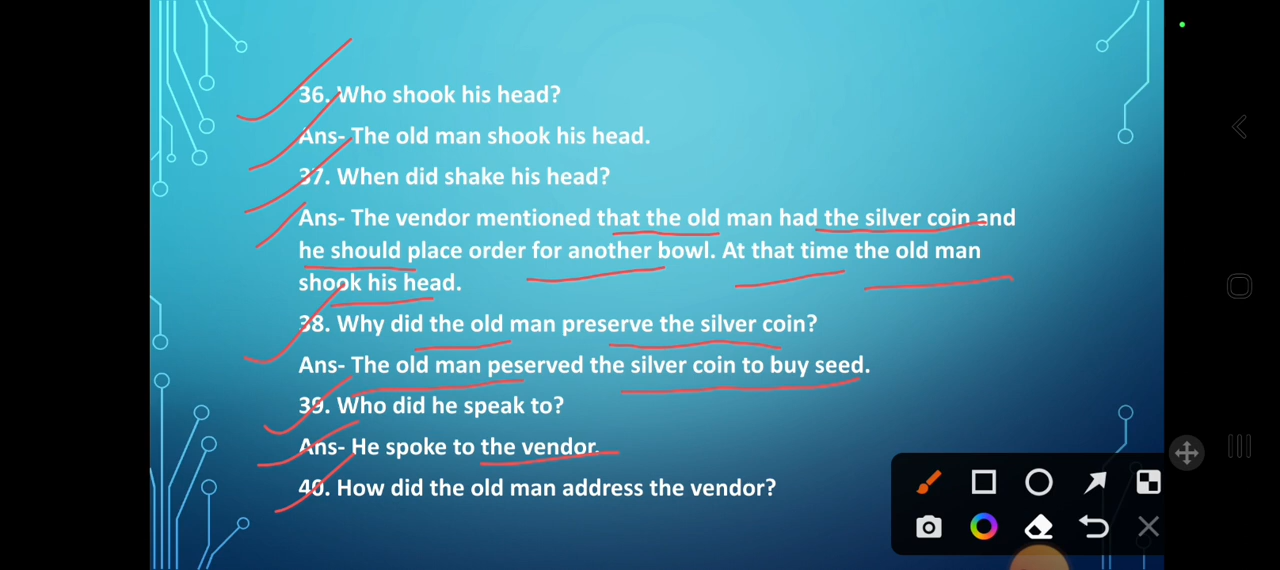 36. Who shook his head?
Ans- The old man shook his head.
37. When did shake his head?
Ans- The vendor mentioned that the old man had the silver coin and
he should place order for another bowl. At that time the old man
shook his head.
38. Why did the old man preserve the silver coin?
Ans- The old man peserved the silver coin to buy seed.
39. Who did he speak to?
Ans- He spoke to the vendor.
40. How did the old man address the vendor?